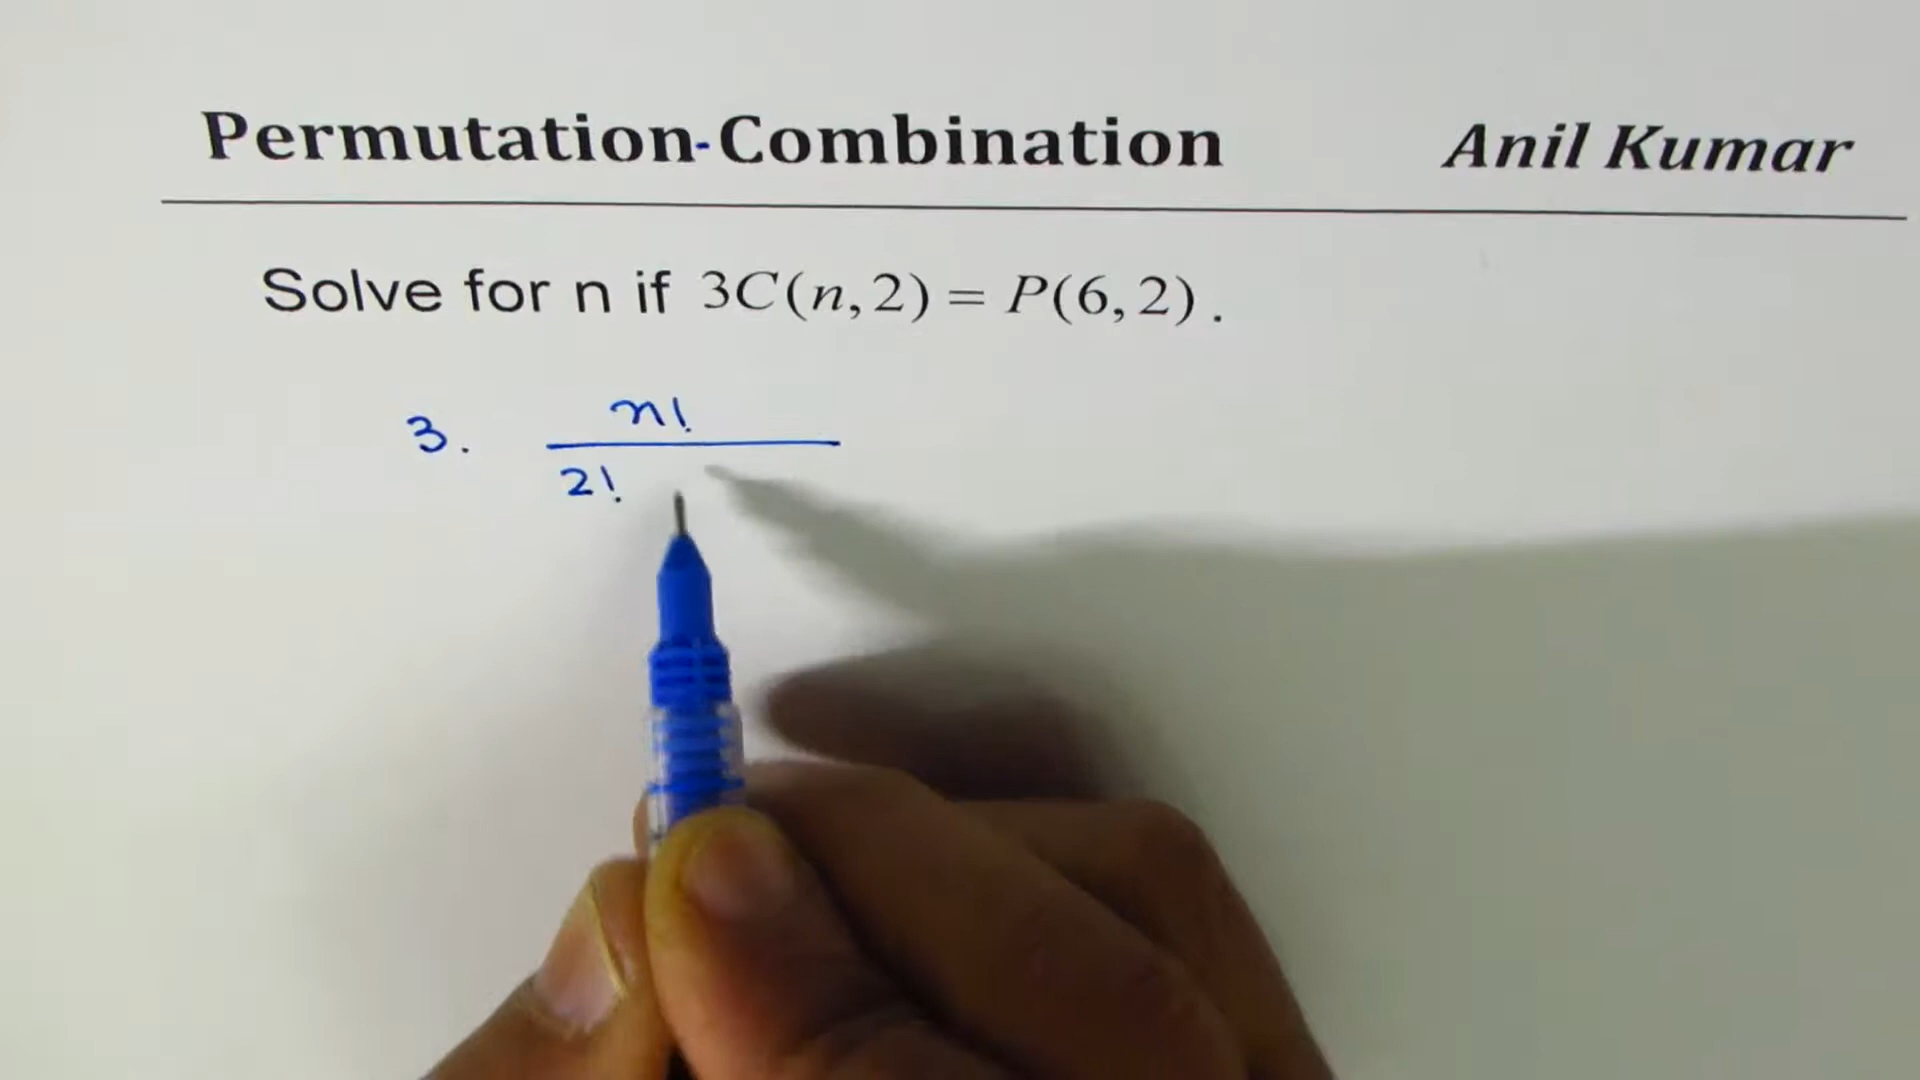 Permutation-Combination Anil Kumar
Solve for n if 3C(n,2) = P(6,2).
3. n!
2!